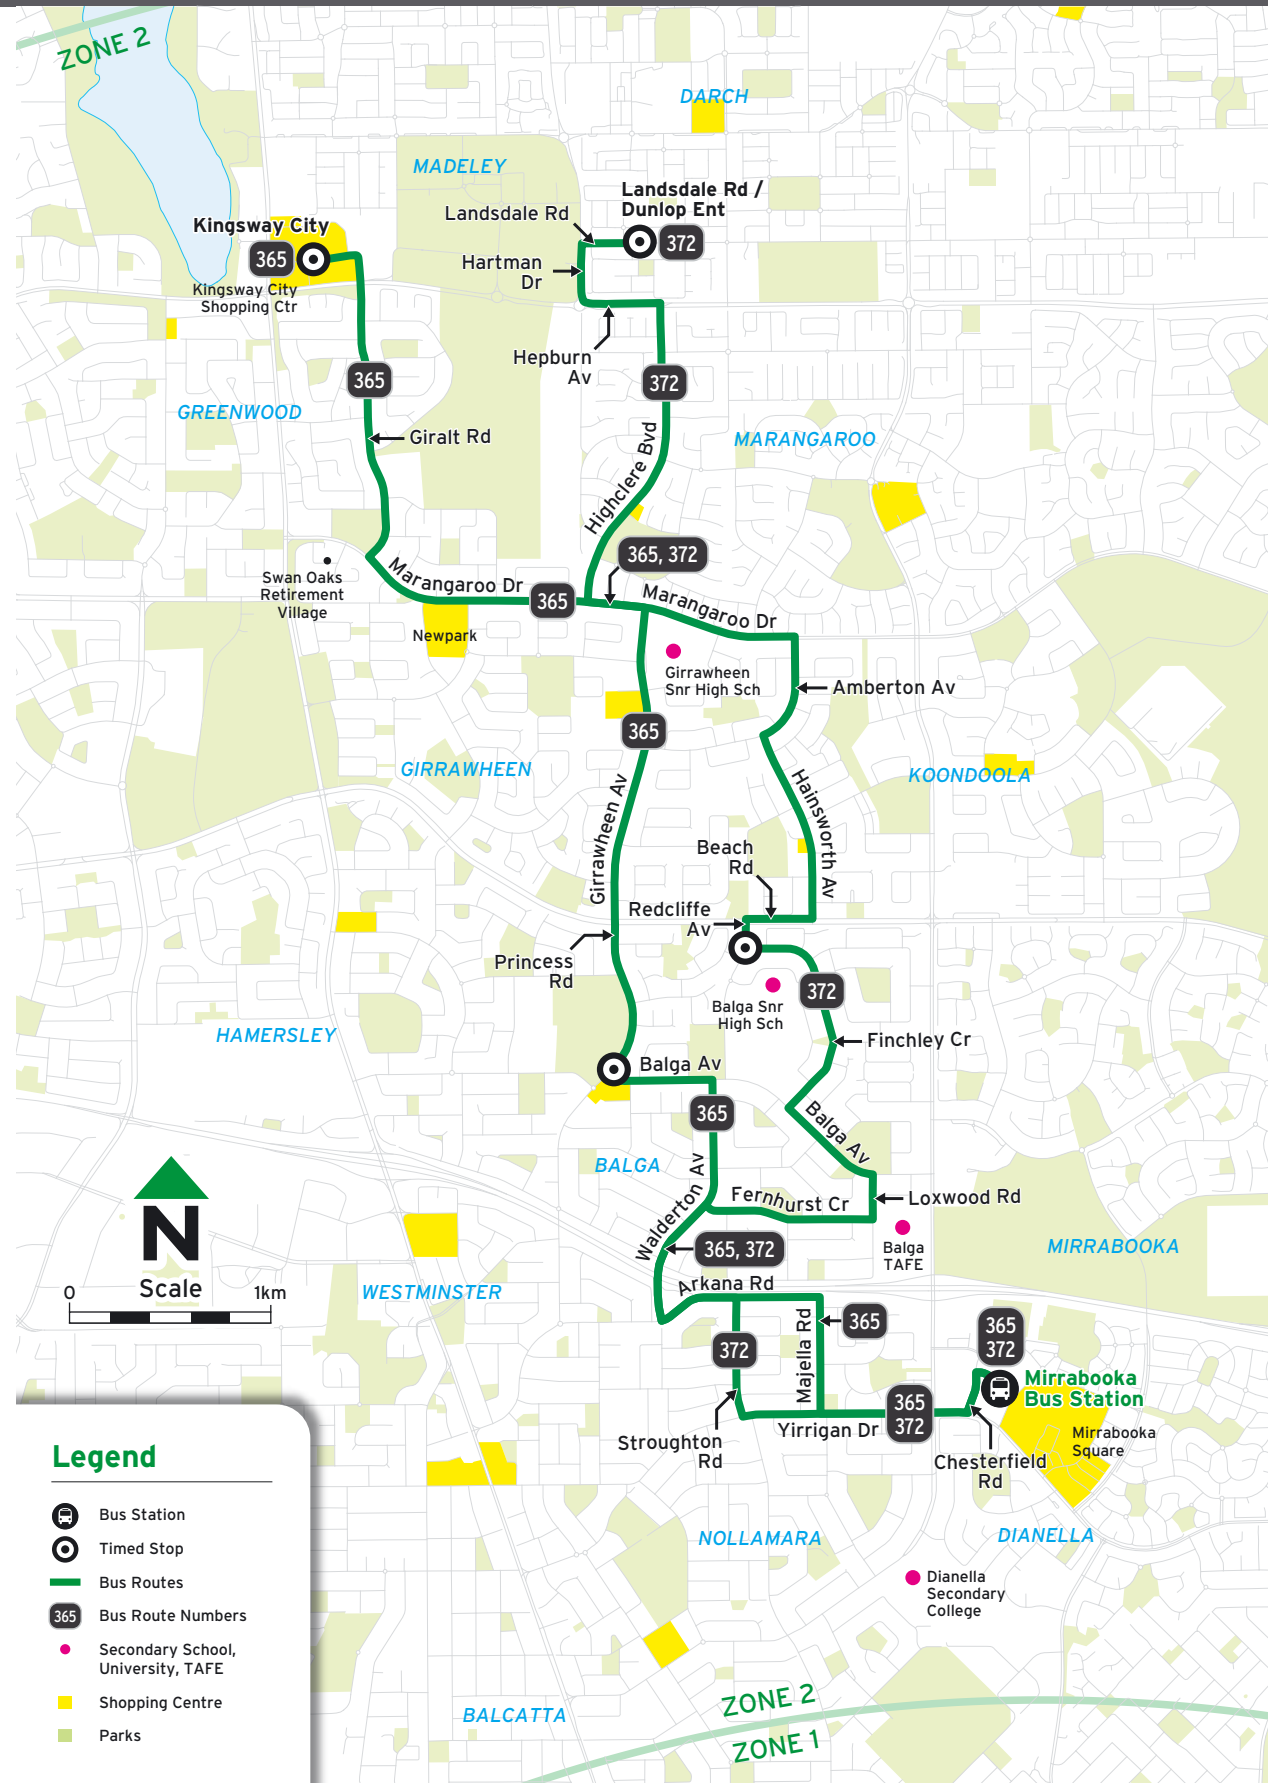 ZONE 2
DARCH
MADELEY
Landsdale Rd /
Dunlop Ent
Landsdale Rd
372
Kingsway City
365
Kingsway City
Shopping Ctr
Hartman
Dr
Hepburn
Av
365
372
GREENWOOD
Giralt Rd
MARANGAROO
Highclere Bvd
365, 372
Swan Oaks
Retirement
Village
Marangaroo Dr
365
Marangaroo Dr
Newpark
Girrawheen
Snr High Sch
Amberton Av
365
GIRRAWHEEN
KOONDOOLA
Girrawheen Av
Hainsworth Av
Beach
Rd
Redcliffe
Av
Princess
Rd
372
Balga Snr
High Sch
HAMERSLEY
Finchley Cr
Balga Av
365
Balga Av
BALGA
Walderton Av
Fernhurst Cr
Loxwood Rd
365, 372
Balga
TAFE
MIRRABOOKA
N
Scale
0
1km
WESTMINSTER
Arkana Rd
Majella Rd
365
372
365
372
Mirrabooka
Bus Station
365
372
Yirrigan Dr
Stroughton
Rd
Chesterfield
Rd
Mirrabooka
Square
NOLLAMARA
DIANELLA
Dianella
Secondary
College
BALCATTA
ZONE 2
ZONE 1
Legend
Bus Station
Timed Stop
Bus Routes
365
Bus Route Numbers
Secondary School,
University, TAFE
Shopping Centre
Parks